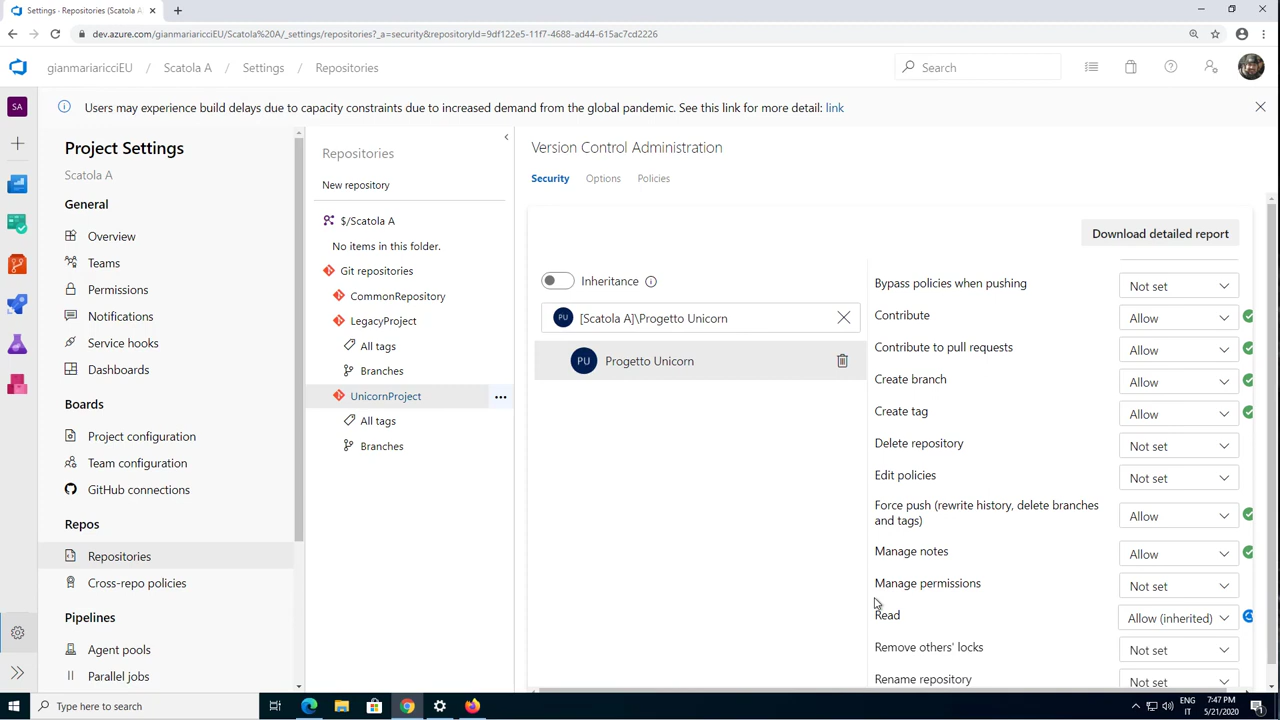 Settings - Repositories (Scatola A
dev.azure.com/gianmariaricciEU/Scatola%20A/_settings/repositories?_a=security&repositoryId=9df122e5-11f7-4688-ad44-615ac7cd2226
gianmariaricciEU / Scatola A / Settings / Repositories
Search
SA
Users may experience build delays due to capacity constraints due to increased demand from the global pandemic. See this link for more detail: link
Project Settings
Scatola A
General
Overview
Teams
Permissions
Notifications
Service hooks
Dashboards
Boards
Project configuration
Team configuration
GitHub connections
Repos
Repositories
Cross-repo policies
Pipelines
Agent pools
Parallel jobs
Repositories
New repository
$/Scatola A
No items in this folder.
Git repositories
CommonRepository
LegacyProject
All tags
Branches
UnicornProject
All tags
Branches
Version Control Administration
Security Options Policies
Download detailed report
Inheritance
PU [Scatola A]\Progetto Unicorn
PU Progetto Unicorn
Bypass policies when pushing Not set
Contribute Allow
Contribute to pull requests Allow
Create branch Allow
Create tag Allow
Delete repository Not set
Edit policies Not set
Force push (rewrite history, delete branches
and tags) Allow
Manage notes Allow
Manage permissions Not set
Read Allow (inherited)
Remove others' locks Not set
Rename repository Not set
Type here to search
ENG
IT
7:47 PM
5/21/2020
1